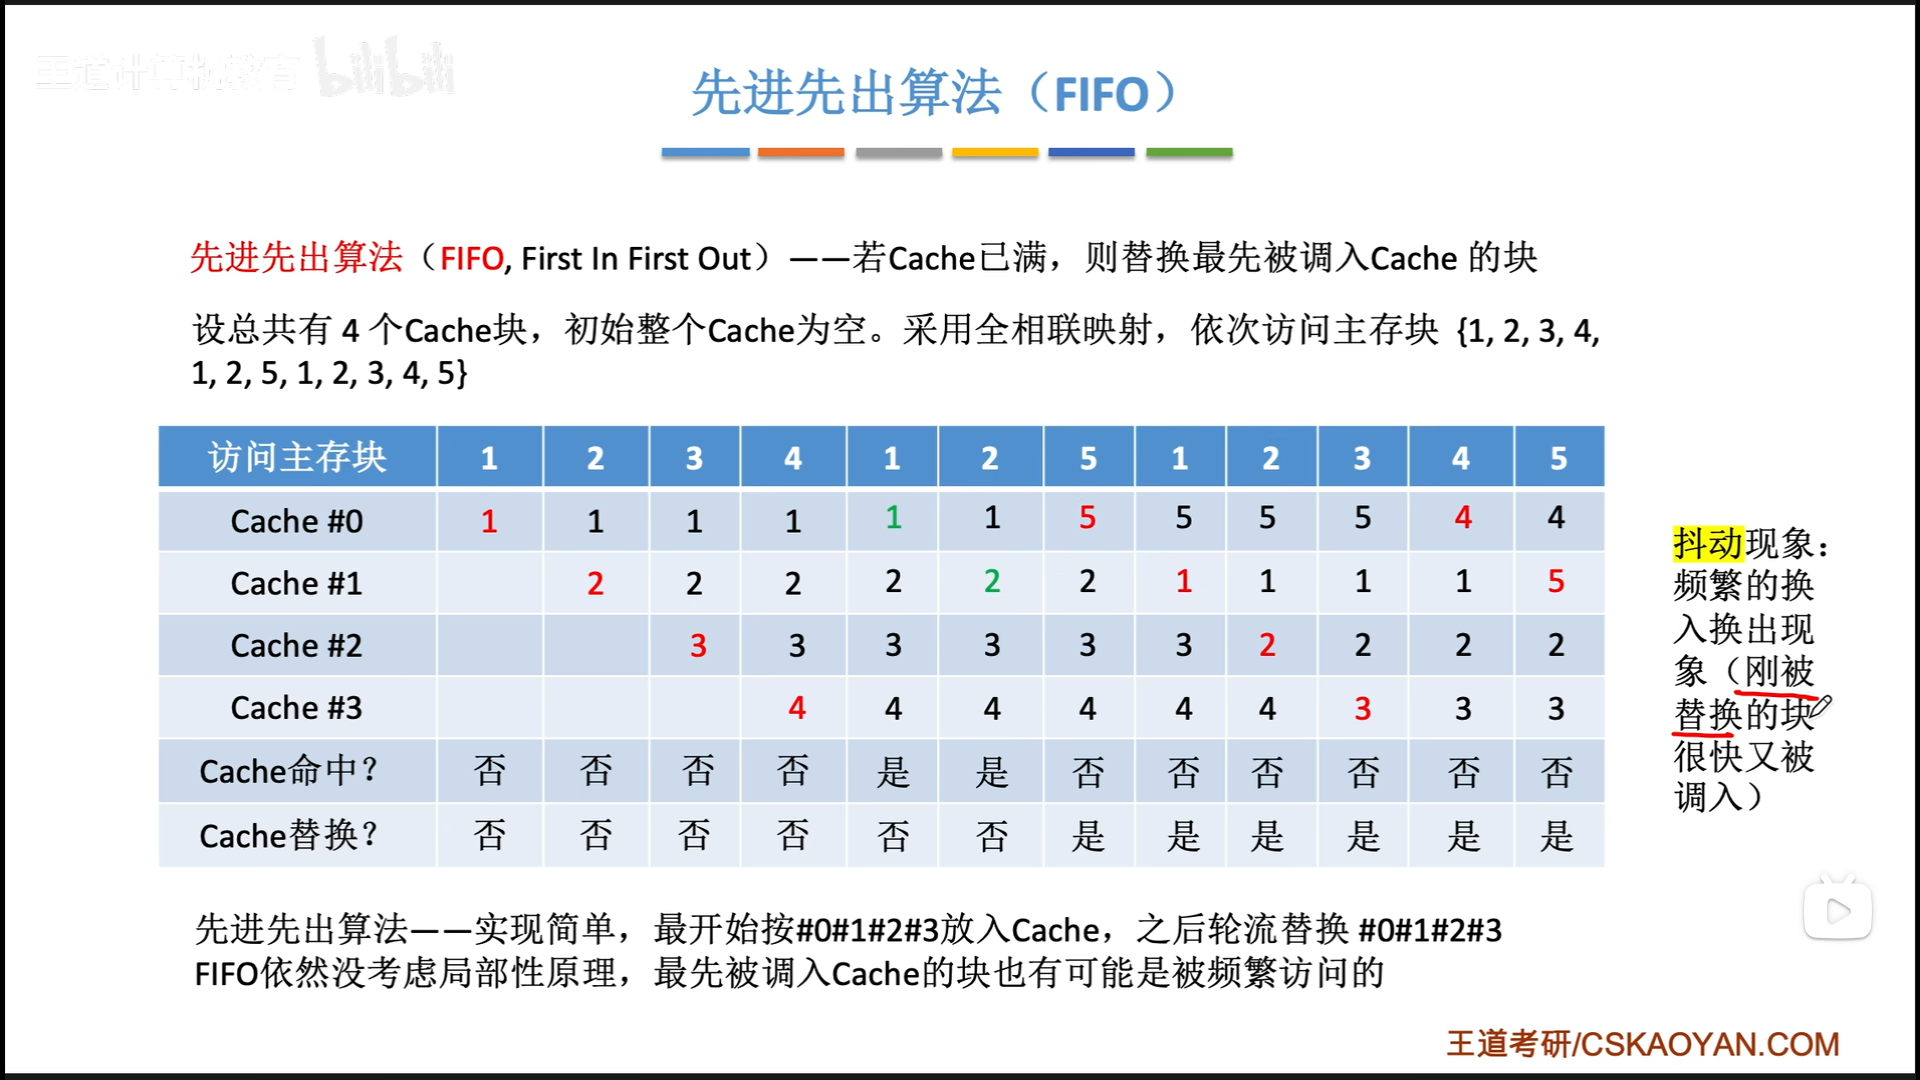 王道计算机教育 bilibili
先进先出算法（FIFO）
先进先出算法（FIFO, First In First Out）——若Cache已满，则替换最先被调入Cache 的块
设总共有 4 个Cache块，初始整个Cache为空。采用全相联映射，依次访问主存块 {1, 2, 3, 4,
1, 2, 5, 1, 2, 3, 4, 5}
访问主存块 1 2 3 4 1 2 5 1 2 3 4 5
Cache #0 1 1 1 1 1 1 5 5 5 5 4 4
Cache #1 2 2 2 2 2 2 1 1 1 1 5
Cache #2 3 3 3 3 3 3 2 2 2 2
Cache #3 4 4 4 4 4 4 3 3 3
Cache命中？ 否 否 否 否 是 是 否 否 否 否 否 否
Cache替换？ 否 否 否 否 否 否 是 是 是 是 是 是
抖动现象：
频繁的换
入换出现
象（刚被
替换的块
很快又被
调入）
先进先出算法——实现简单，最开始按#0#1#2#3放入Cache，之后轮流替换 #0#1#2#3
FIFO依然没考虑局部性原理，最先被调入Cache的块也有可能是被频繁访问的
王道考研/CSKAOYAN.COM